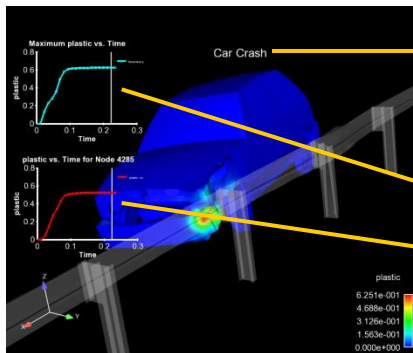 Maximum plastic vs. Time
0.8
0.6
0.4
0.2
0
plastic
0
0.1
0.2
0.3
Time
Car Crash
plastic vs. Time for Node 4285
0.8
0.6
0.4
0.2
0
plastic
0
0.1
0.2
0.3
Time
Z
X
Y
plastic
6.251e-001
4.688e-001
3.126e-001
1.563e-001
0.000e+000